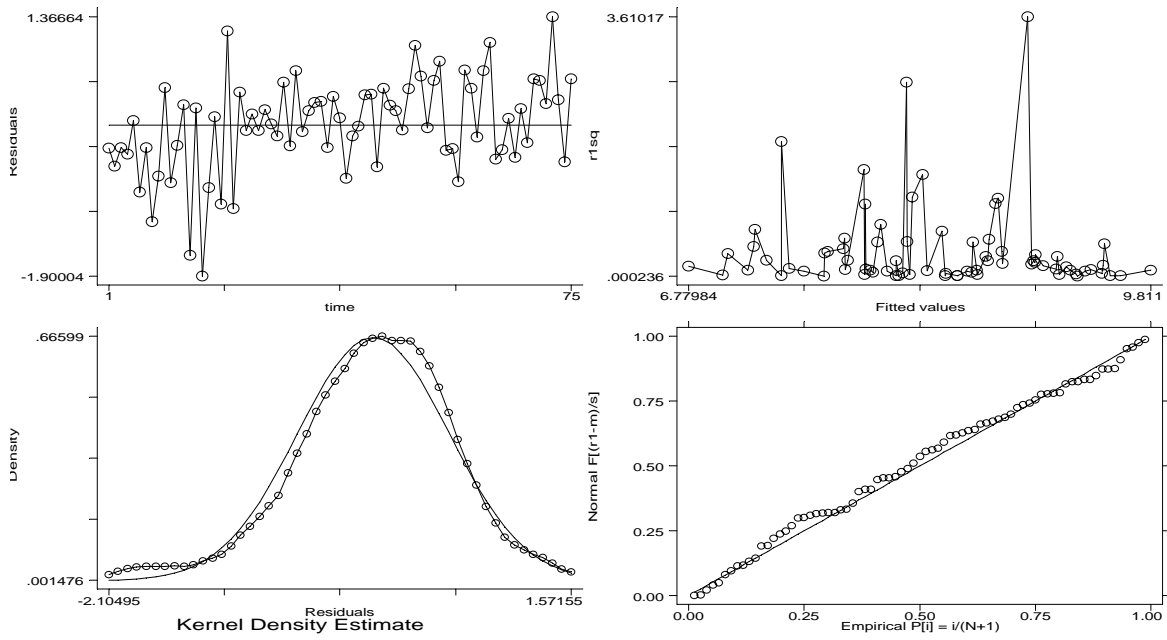 1.36664
Residuals
-1.90004
1
75
time
3.61017
r1sq
.000236
6.77984
9.811
Fitted values
.66599
Density
.001476
-2.10495
1.57155
Residuals
Kernel Density Estimate
1.00
0.75
0.50
0.25
0.00
Normal F[(r1-m)/s]
0.00
0.25
0.50
0.75
1.00
Empirical P[i] = i/(N+1)